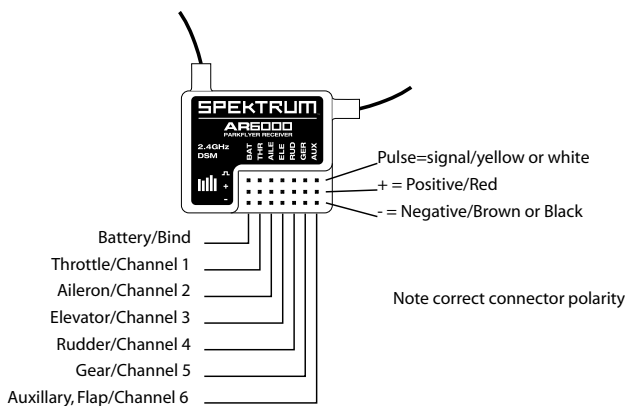 SPEKTRUM
AR6000
PARKFLYER RECEIVER
2.4GHz
DSM
BAT
THR
AILE
ELE
RUD
GER
AUX
+
-
Pulse=signal/yellow or white
+ = Positive/Red
- = Negative/Brown or Black
Battery/Bind
Throttle/Channel 1
Aileron/Channel 2
Elevator/Channel 3
Rudder/Channel 4
Gear/Channel 5
Auxillary, Flap/Channel 6
Note correct connector polarity